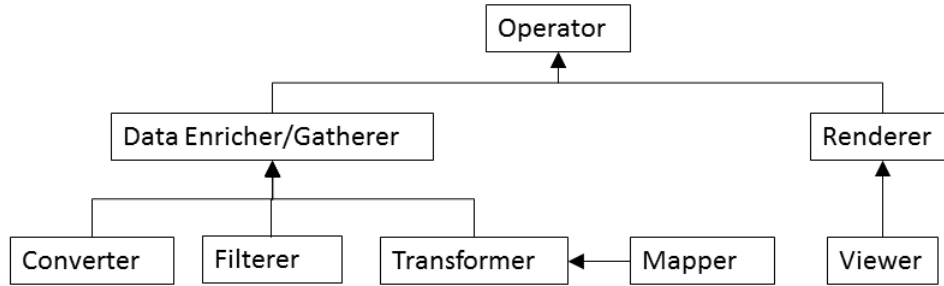 Operator
Data Enricher/Gatherer
Renderer
Converter
Filterer
Transformer
Mapper
Viewer